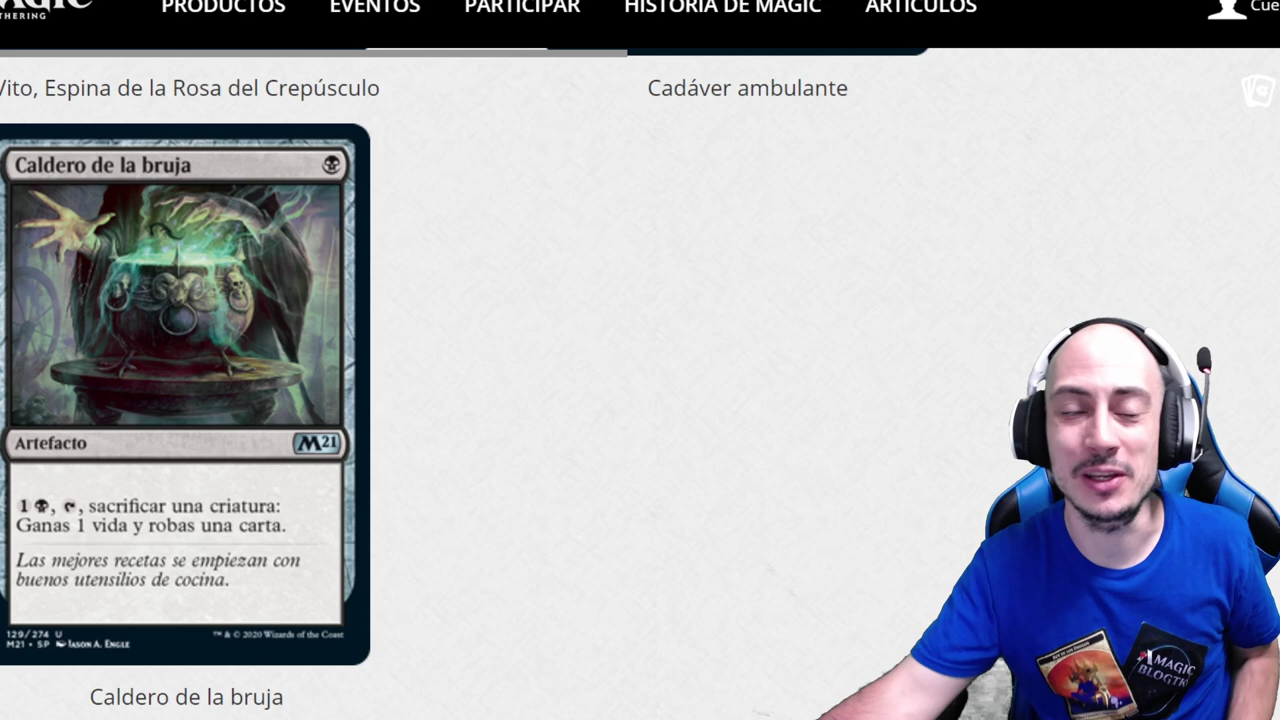 THERING
PRODUCTOS EVENTOS PARTICIPAR HISTORIA DE MAGIC ARTÍCULOS
Vito, Espina de la Rosa del Crepúsculo
Cadáver ambulante
Caldero de la bruja
Artefacto M21
1 , , sacrificar una criatura:
Ganas 1 vida y robas una carta.
Las mejores recetas se empiezan con
buenos utensilios de cocina.
129/274 U
M21 • SP JASON A. ENGLE
™ & © 2020 Wizards of the Coast
Caldero de la bruja
MAGIC